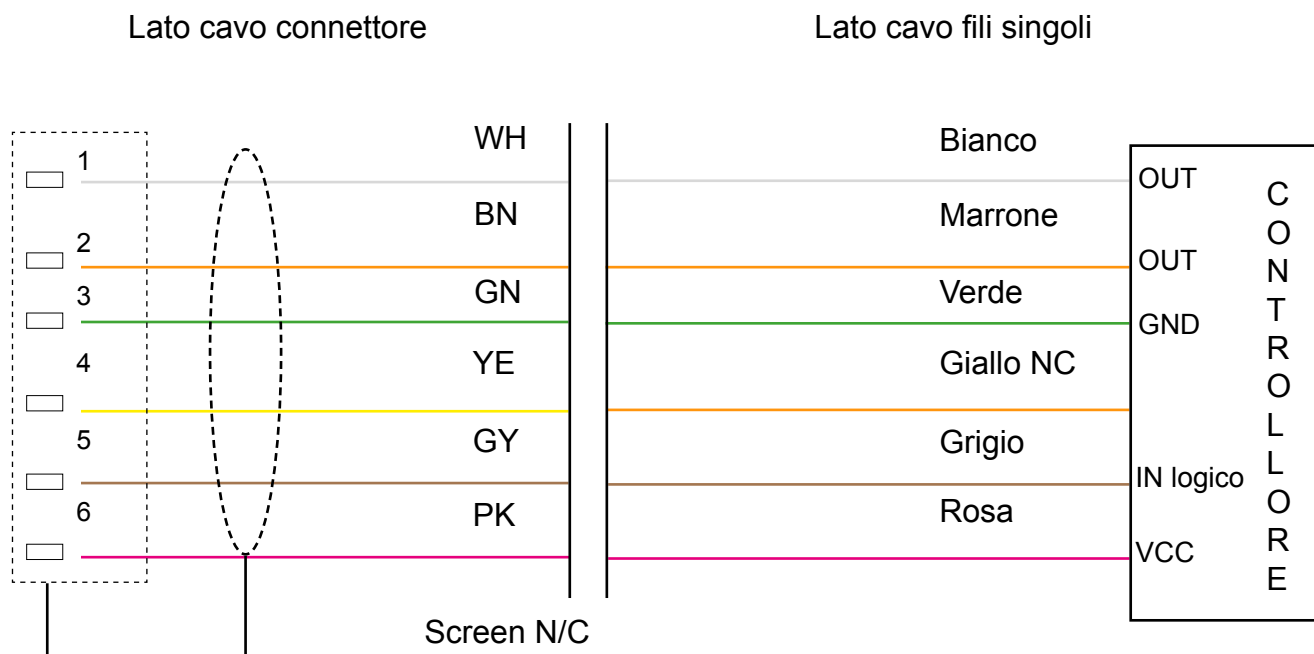 Lato cavo connettore
Lato cavo fili singoli
WH
Bianco
1
OUT
BN
Marrone
2
OUT
3
GN
Verde
GND
4
YE
Giallo NC
5
GY
Grigio
IN logico
6
PK
Rosa
VCC
CONTROLLORE
Screen N/C